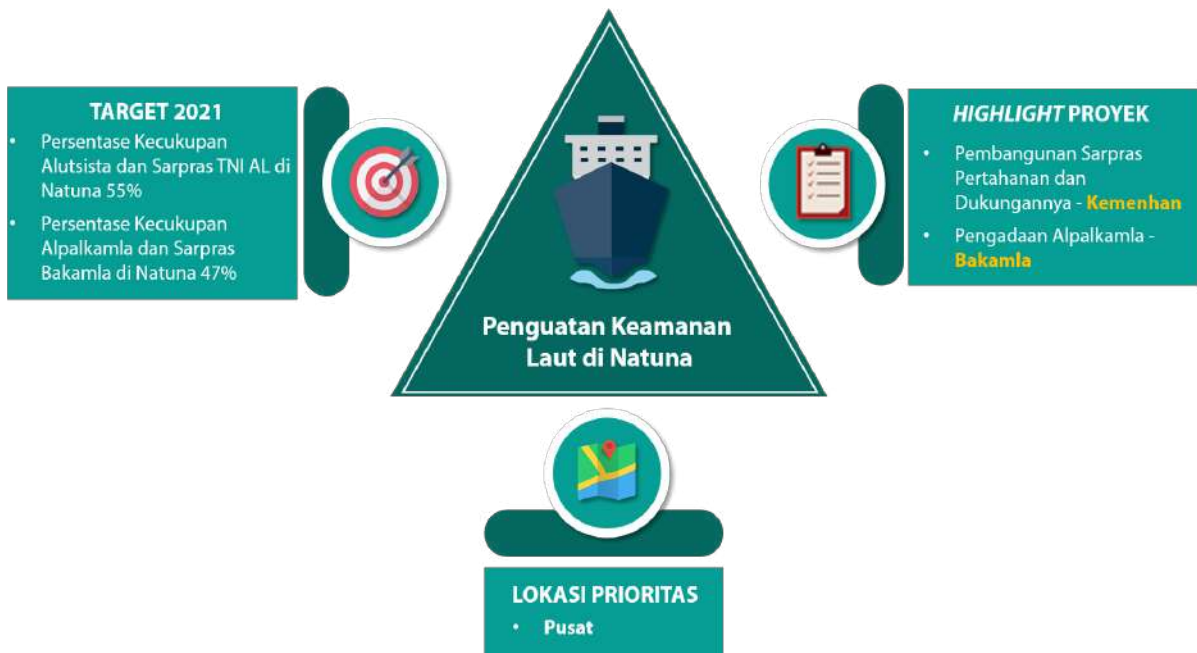 TARGET 2021
• Persentase Kecukupan
Alutsista dan Sarpras TNI AL di
Natuna 55%
• Persentase Kecukupan
Alpalkamla dan Sarpras
Bakamla di Natuna 47%
Penguatan Keamanan
Laut di Natuna
HIGHLIGHT PROYEK
• Pembangunan Sarpras
Pertahanan dan
Dukungannya - Kemenhan
• Pengadaan Alpalkamla -
Bakamla
LOKASI PRIORITAS
• Pusat